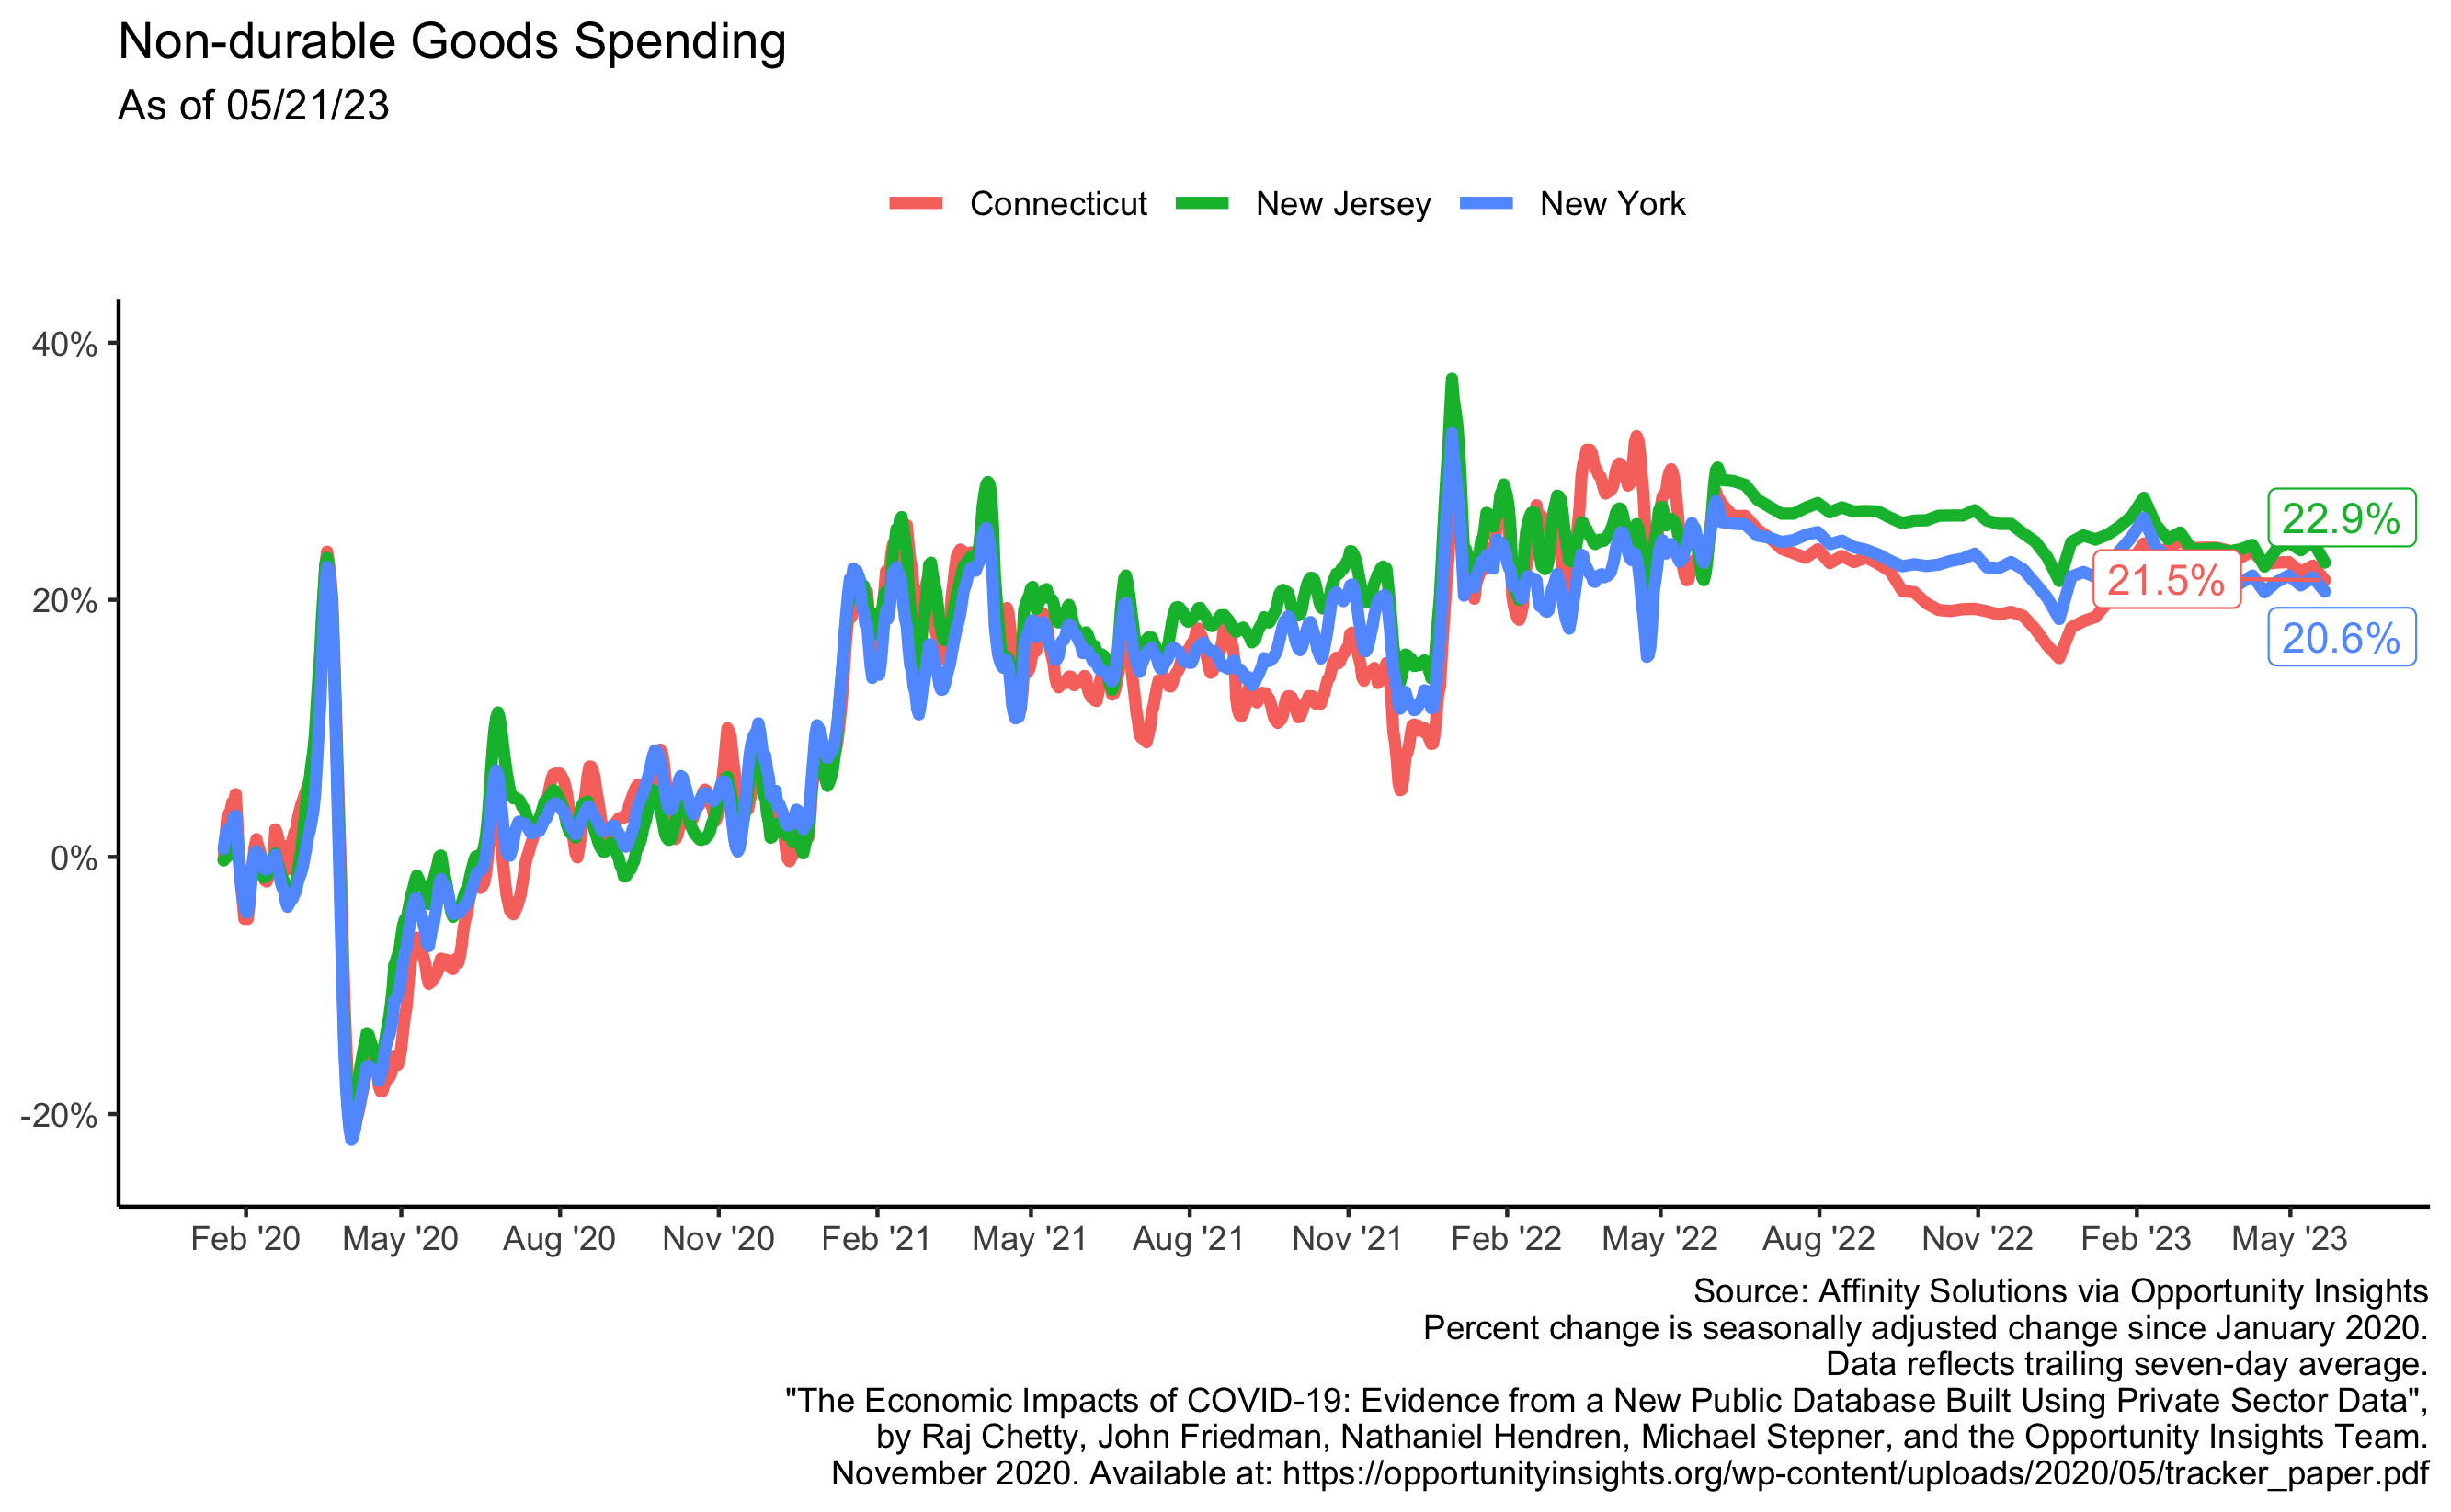 Non-durable Goods Spending
As of 05/21/23
Connecticut New Jersey New York
40%
20%
0%
-20%
22.9%
21.5%
20.6%
Feb '20 May '20 Aug '20 Nov '20 Feb '21 May '21 Aug '21 Nov '21 Feb '22 May '22 Aug '22 Nov '22 Feb '23 May '23
Source: Affinity Solutions via Opportunity Insights
Percent change is seasonally adjusted change since January 2020.
Data reflects trailing seven-day average.
"The Economic Impacts of COVID-19: Evidence from a New Public Database Built Using Private Sector Data",
by Raj Chetty, John Friedman, Nathaniel Hendren, Michael Stepner, and the Opportunity Insights Team.
November 2020. Available at: https://opportunityinsights.org/wp-content/uploads/2020/05/tracker_paper.pdf